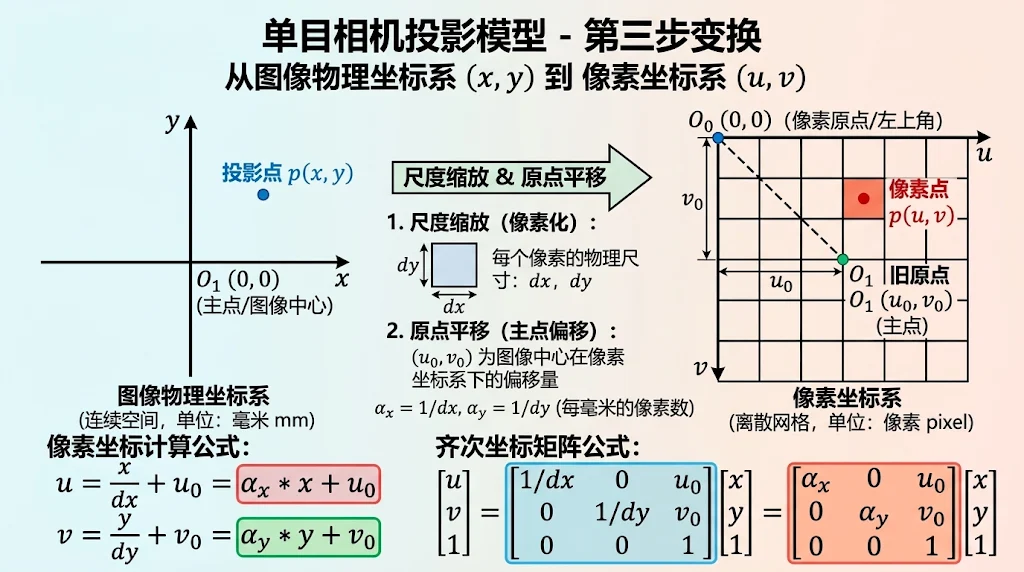 单目相机投影模型 - 第三步变换
从图像物理坐标系 (x, y) 到 像素坐标系 (u, v)
y
投影点 p(x, y)
x
O₁ (0, 0)
(主点/图像中心)
图像物理坐标系
(连续空间，单位：毫米 mm)
尺度缩放 & 原点平移
1. 尺度缩放（像素化）：
dy
dx
每个像素的物理尺
寸：dx，dy
2. 原点平移（主点偏移）：
(u₀, v₀) 为图像中心在像素
坐标系下的偏移量
αₓ = 1/dx, αᵧ = 1/dy (每毫米的像素数)
O₀ (0, 0)（像素原点/左上角）
u
v₀
像素点
p(u, v)
u₀
O₁ 旧原点
O₁ (u₀, v₀)
(主点)
v
像素坐标系
(离散网格，单位：像素 pixel)
像素坐标计算公式：
u = x/dx + u₀ = αₓ * x + u₀
v = y/dy + v₀ = αᵧ * y + v₀
齐次坐标矩阵公式：
[u] [1/dx 0 u₀] [x] [αₓ 0 u₀] [x]
[v] = [0 1/dy v₀] [y] = [0 αᵧ v₀] [y]
[1] [0 0 1] [1] [0 0 1] [1]